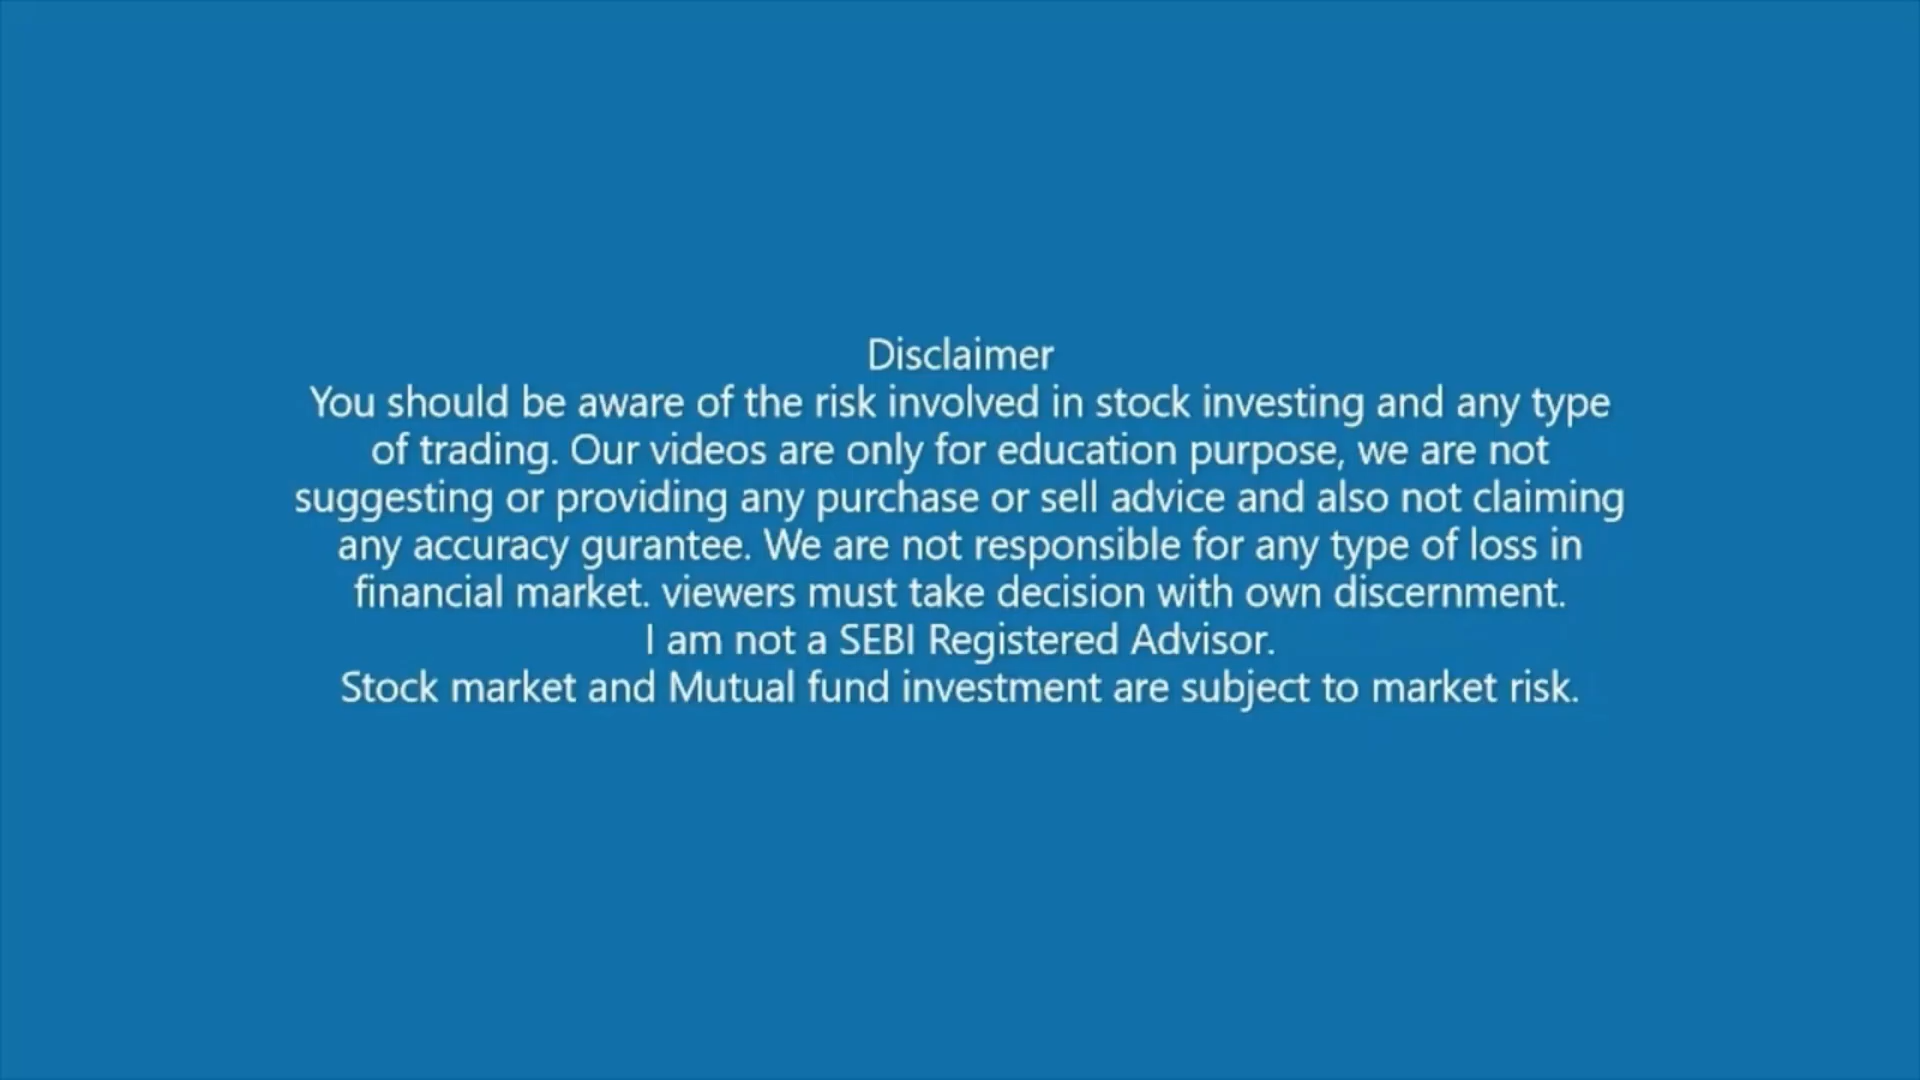 Disclaimer
You should be aware of the risk involved in stock investing and any type
of trading. Our videos are only for education purpose, we are not
suggesting or providing any purchase or sell advice and also not claiming
any accuracy gurantee. We are not responsible for any type of loss in
financial market. viewers must take decision with own discernment.
I am not a SEBI Registered Advisor.
Stock market and Mutual fund investment are subject to market risk.